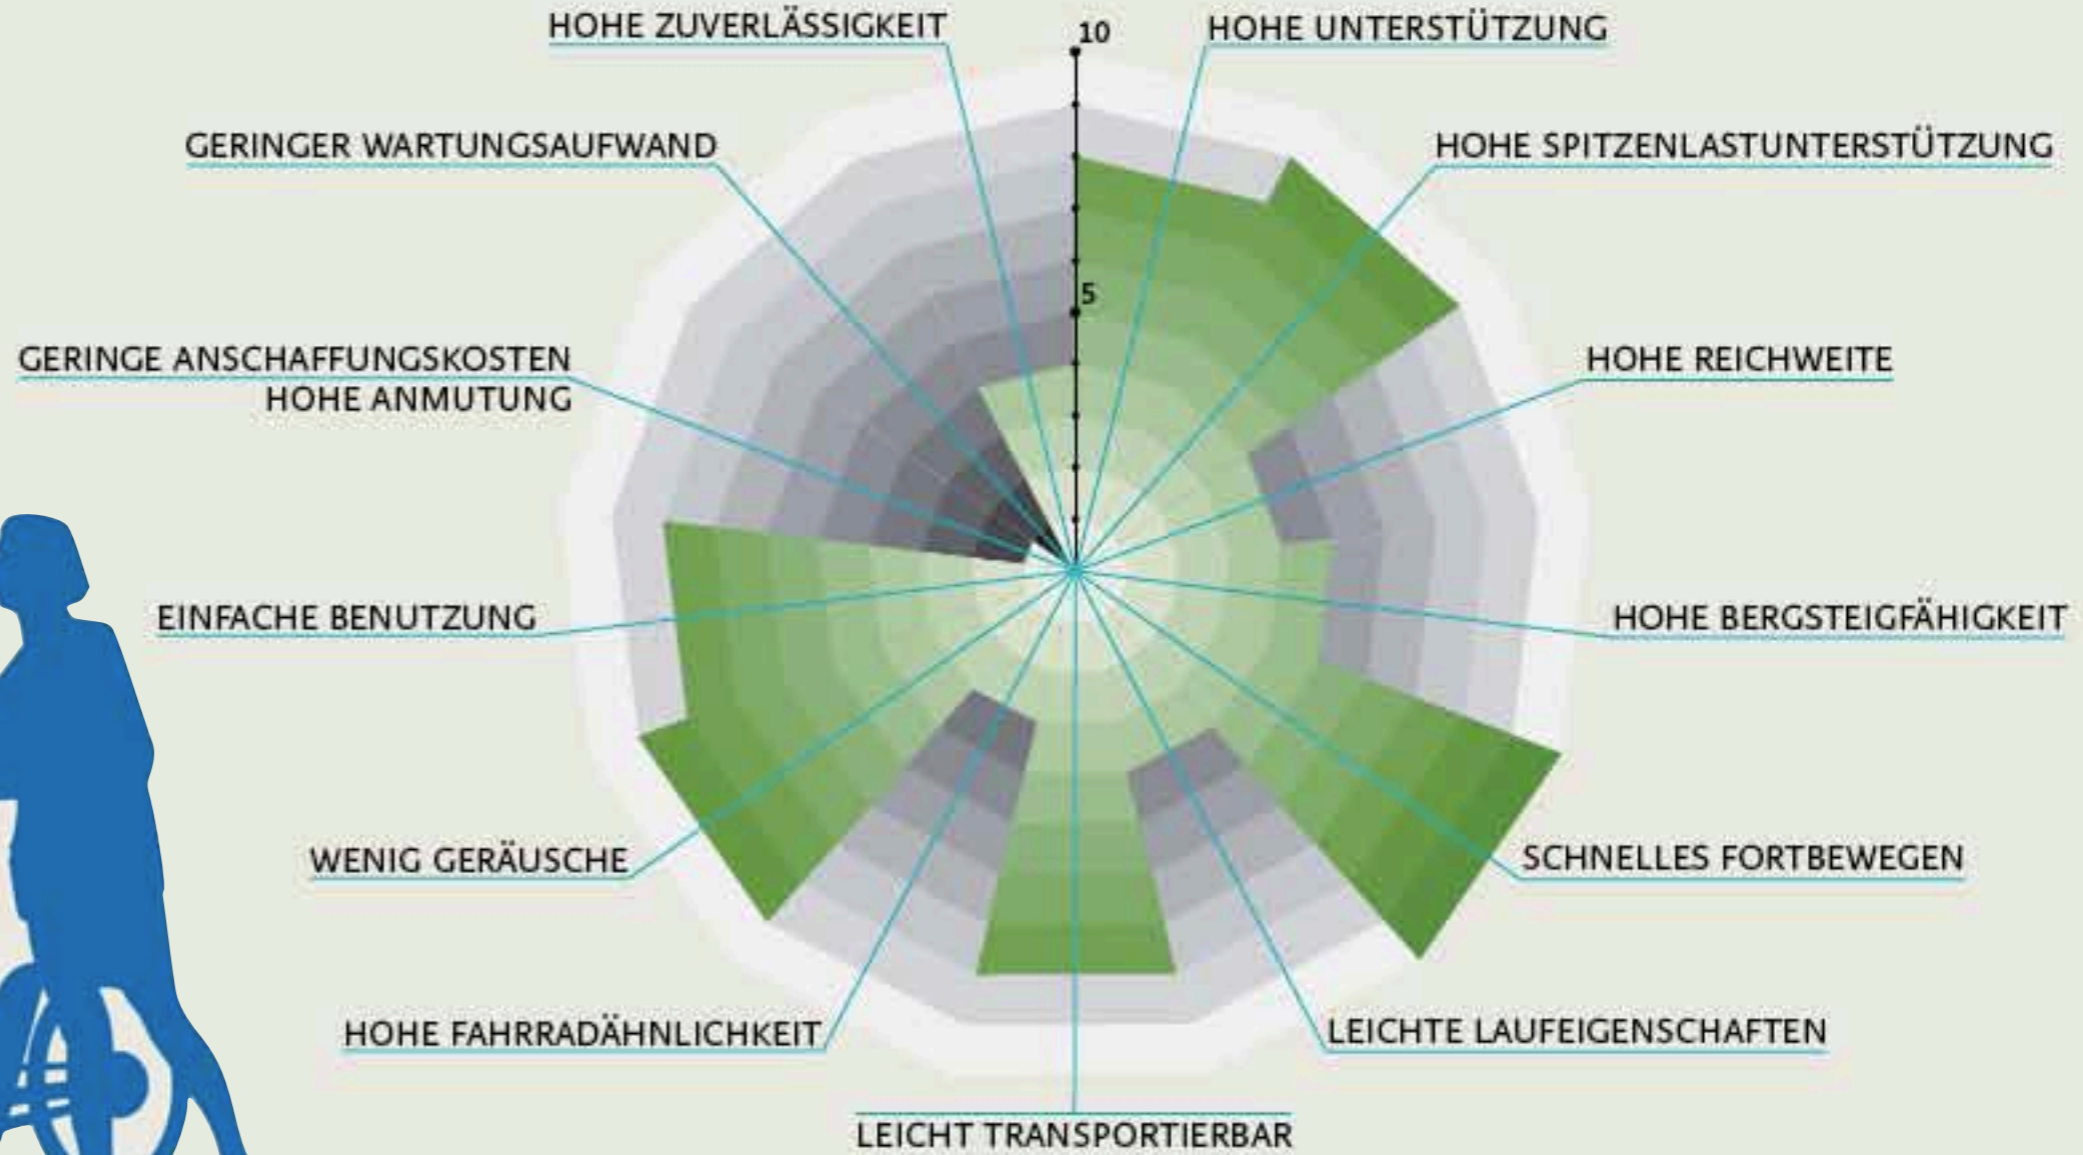 HOHE ZUVERLÄSSIGKEIT
10
HOHE UNTERSTÜTZUNG
GERINGER WARTUNGSAUFWAND
HOHE SPITZENLASTUNTERSTÜTZUNG
5
GERINGE ANSCHAFFUNGSKOSTEN
HOHE ANMUTUNG
HOHE REICHWEITE
EINFACHE BENUTZUNG
HOHE BERGSTEIGFÄHIGKEIT
WENIG GERÄUSCHE
SCHNELLES FORTBEWEGEN
HOHE FAHRRADÄHNLICHKEIT
LEICHTE LAUFEIGENSCHAFTEN
LEICHT TRANSPORTIERBAR